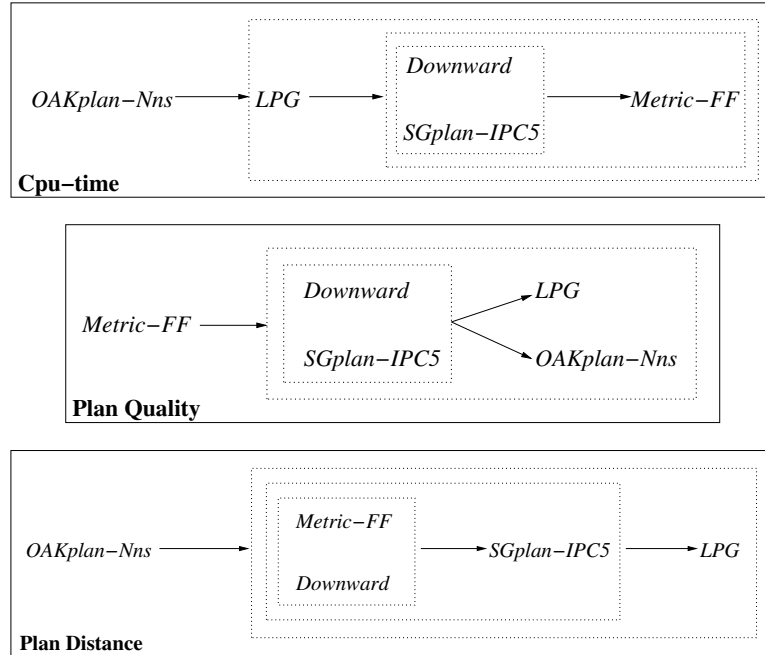 Downward
OAKplan−Nns
LPG
Metric−FF
SGplan−IPC5
Cpu−time
Downward
LPG
Metric−FF
SGplan−IPC5
OAKplan−Nns
Plan Quality
Metric−FF
OAKplan−Nns
SGplan−IPC5
LPG
Downward
Plan Distance